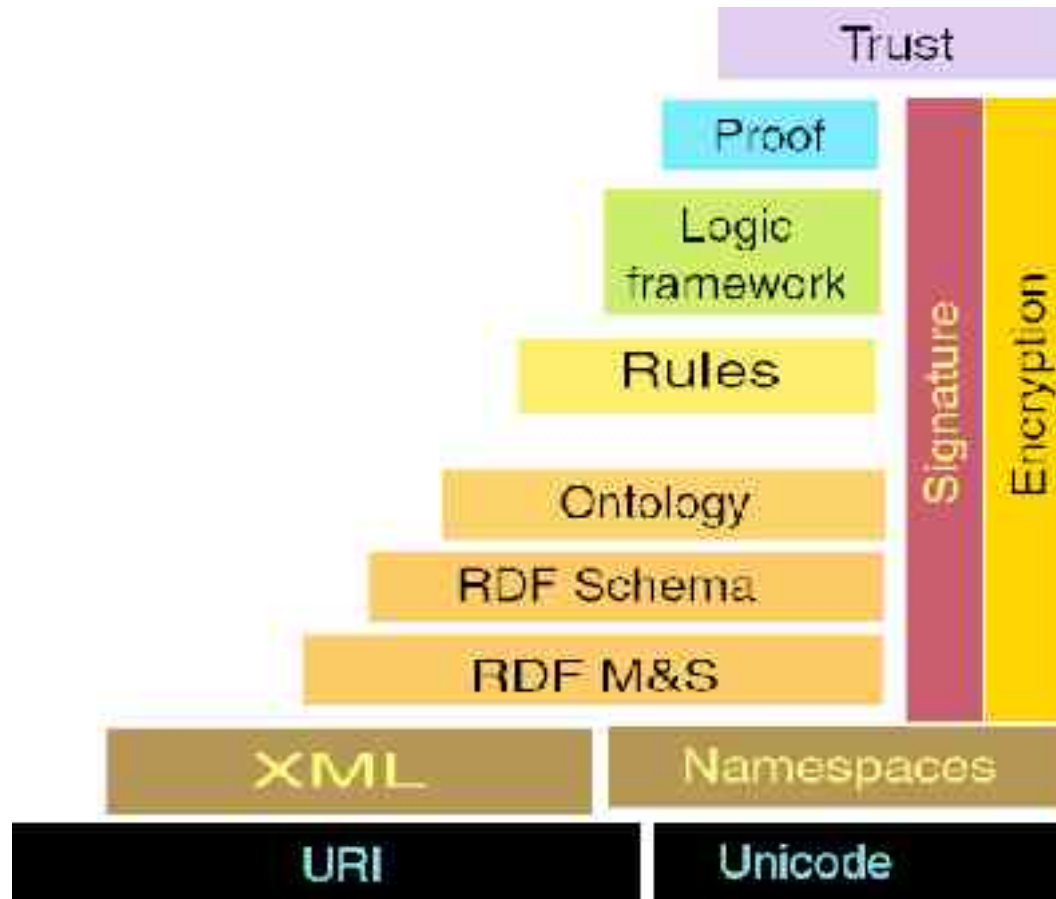 Trust
Proof
Logic
framework
Rules
Ontology
RDF Schema
RDF M&S
Signature
Encryption
XML
Namespaces
URI
Unicode